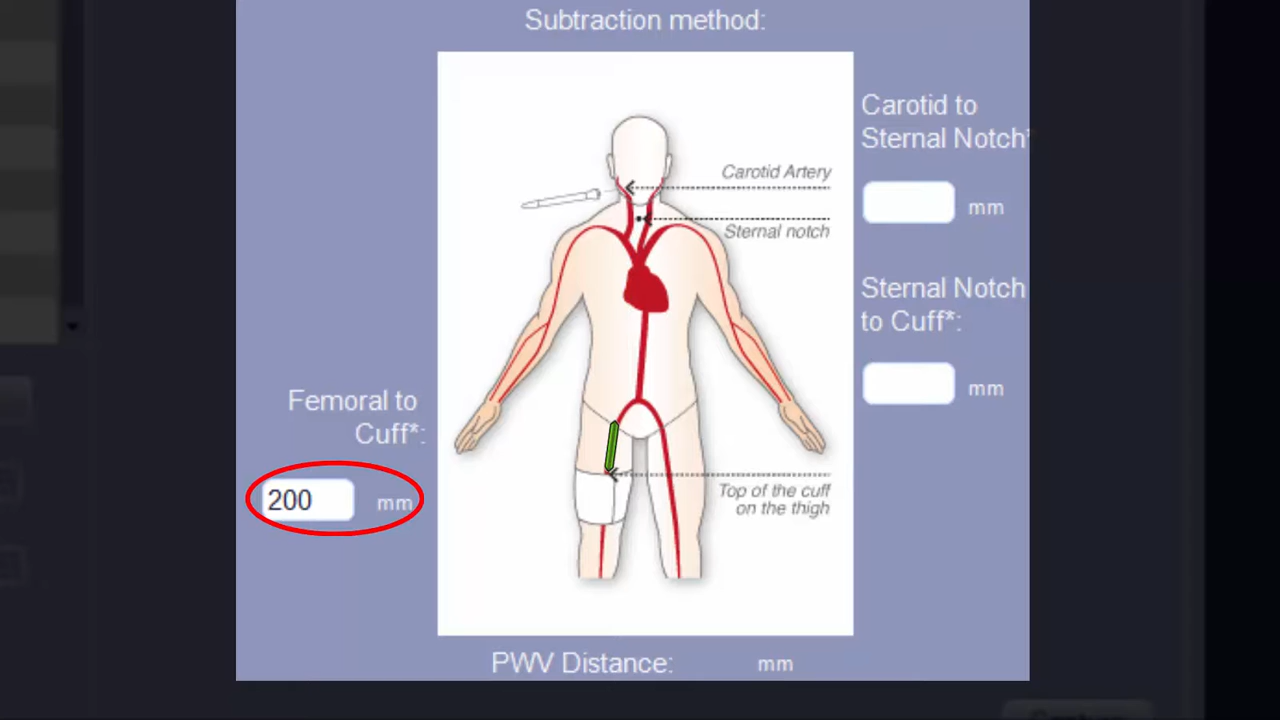 Subtraction method:
Carotid to
Sternal Notch*
mm
Carotid Artery
Sternal notch
Sternal Notch
to Cuff*:
mm
Femoral to
Cuff*:
200 mm
Top of the cuff
on the thigh
PWV Distance: mm